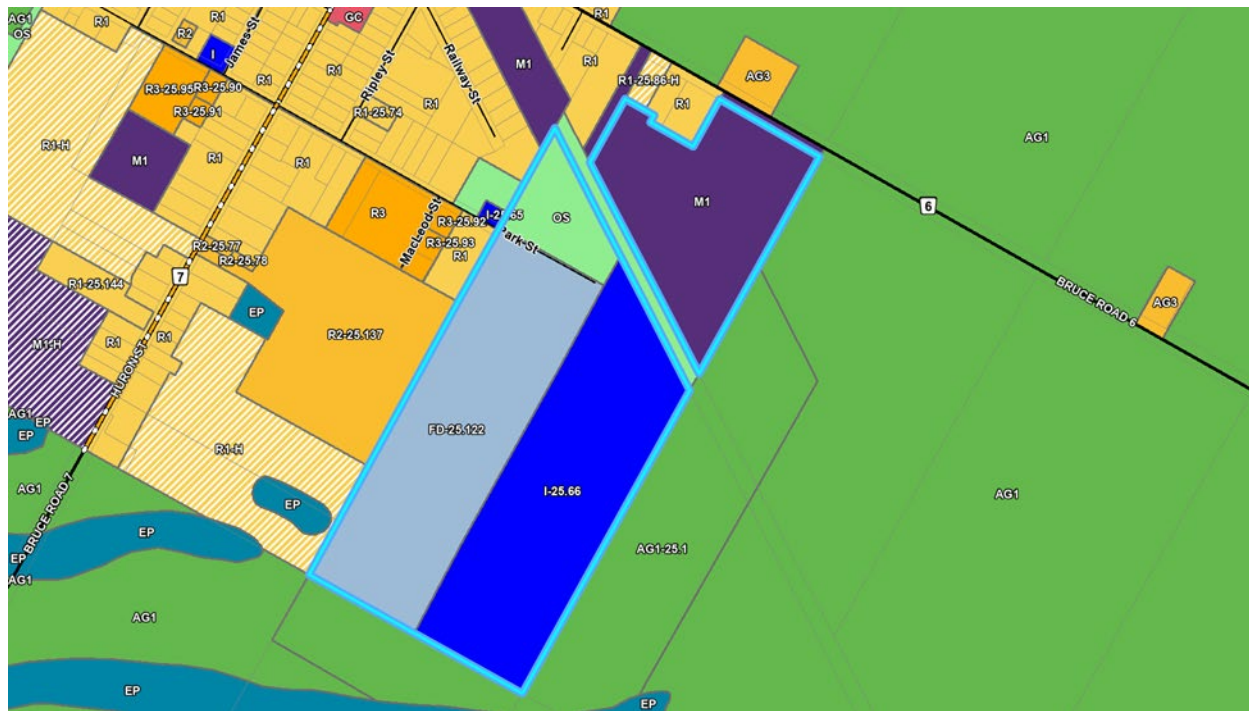 AG1
OS
R1
R2
R1
I
James-St
GC
R1
R1
R3-25.95
R3-25.90
R3-25.91
R1
R1
Ripley-St
R1-25.74
R1
Railway-St
M1
R1
R1
R1-25.86-H
R1
AG3
AG1
R1-H
M1
R1
R1
R3
MacLeod-St
R3-25.92
R3-25.93
R1
Park-St
OS
M1
6
BRUCE-ROAD-6
AG3
R2-25.77
R2-25.78
7
R1-25.144
EP
R2-25.137
M1-H
R1
R1
HURON-ST
AG1
EP
EP
R1-H
FD-25.122
I-25.66
AG1
AG1
BRUCE-ROAD-7
EP
EP
EP
AG1
AG1
AG1-25.1
EP
EP